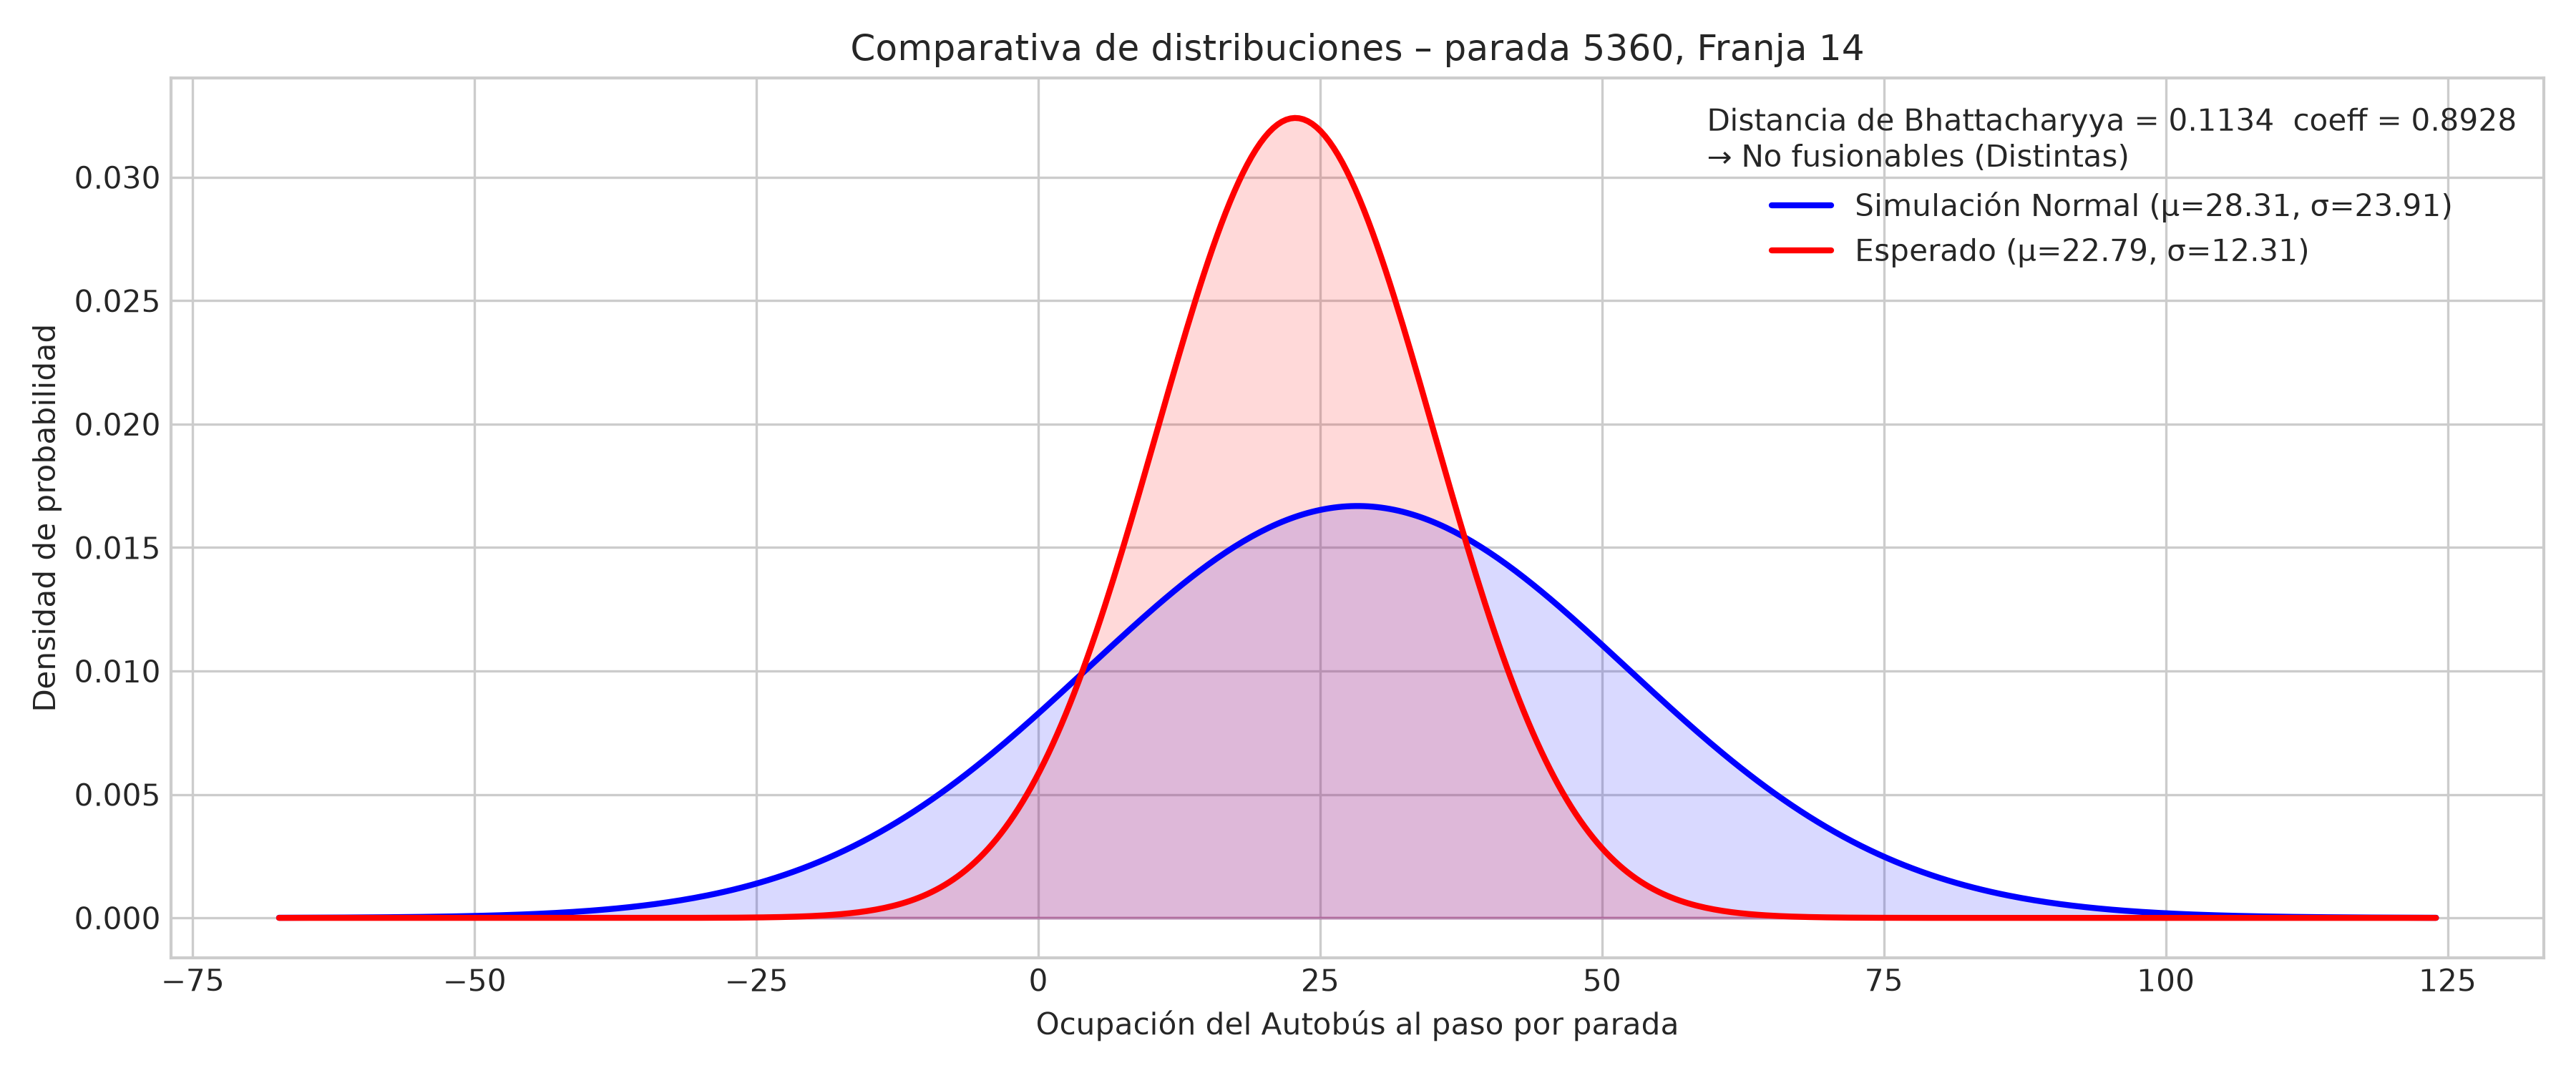 Comparativa de distribuciones – parada 5360, Franja 14
Distancia de Bhattacharyya = 0.1134  coeff = 0.8928
→ No fusionables (Distintas)
Simulación Normal (μ=28.31, σ=23.91)
Esperado (μ=22.79, σ=12.31)
Densidad de probabilidad
0.030
0.025
0.020
0.015
0.010
0.005
0.000
−75 −50 −25 0 25 50 75 100 125
Ocupación del Autobús al paso por parada